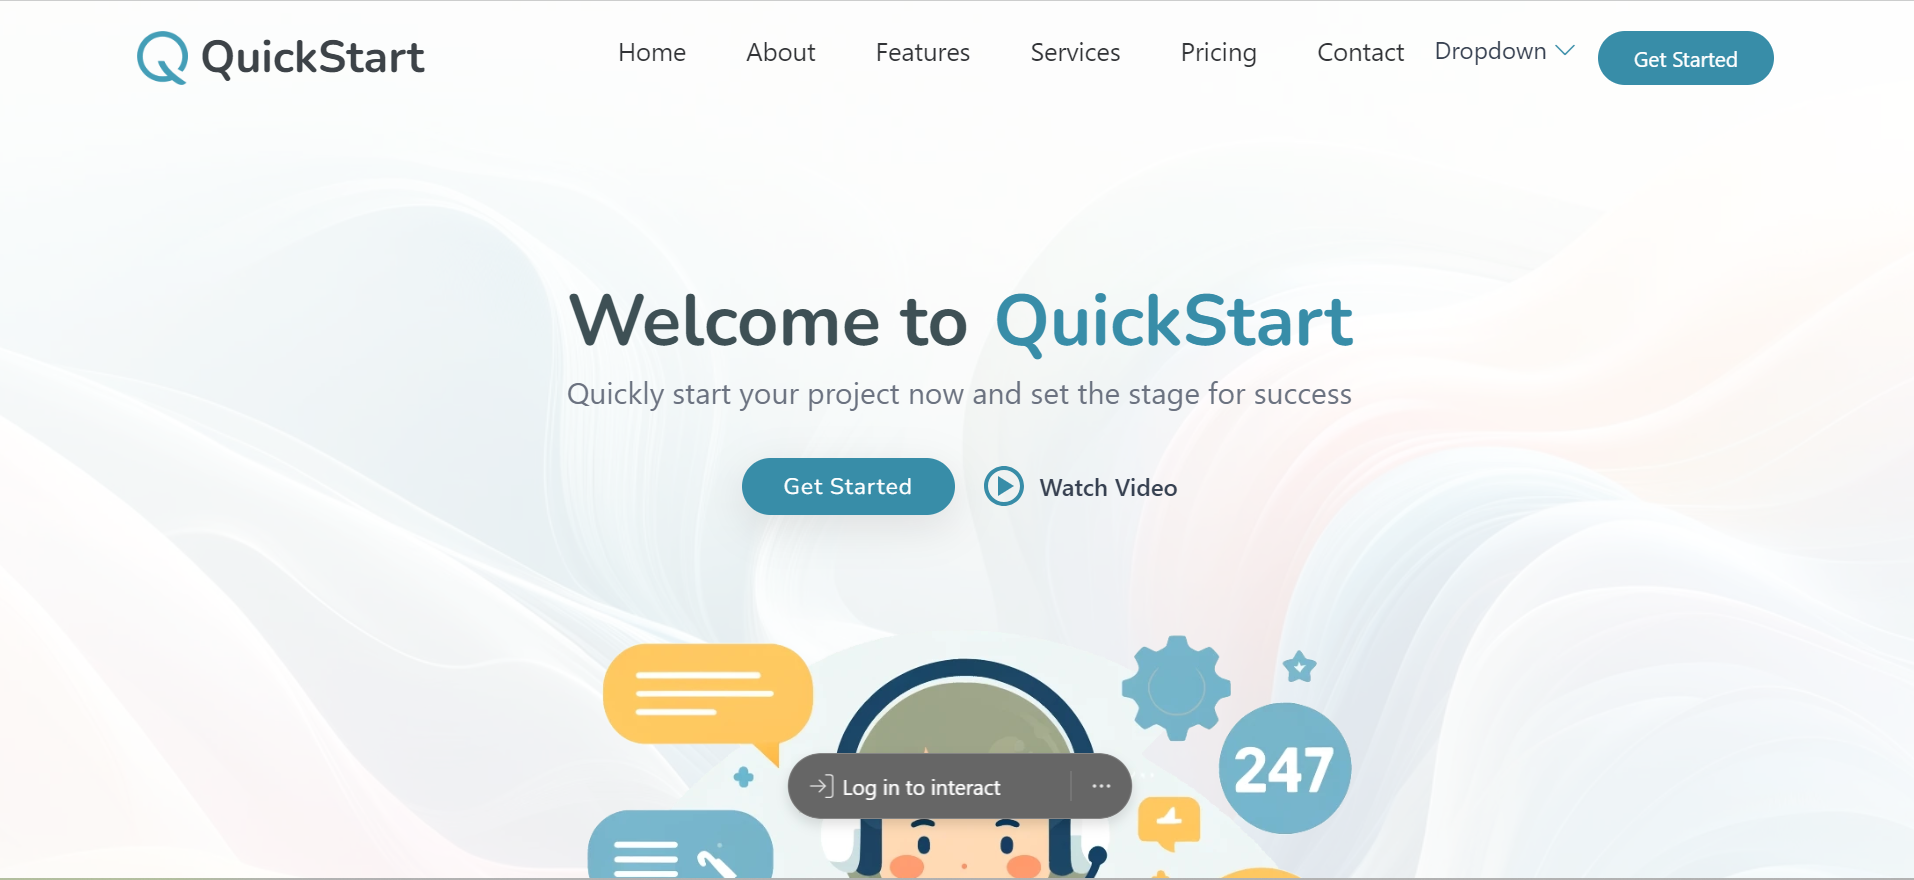 QuickStart
Home About Features Services Pricing Contact Dropdown Get Started
Welcome to QuickStart
Quickly start your project now and set the stage for success
Get Started Watch Video
247
Log in to interact